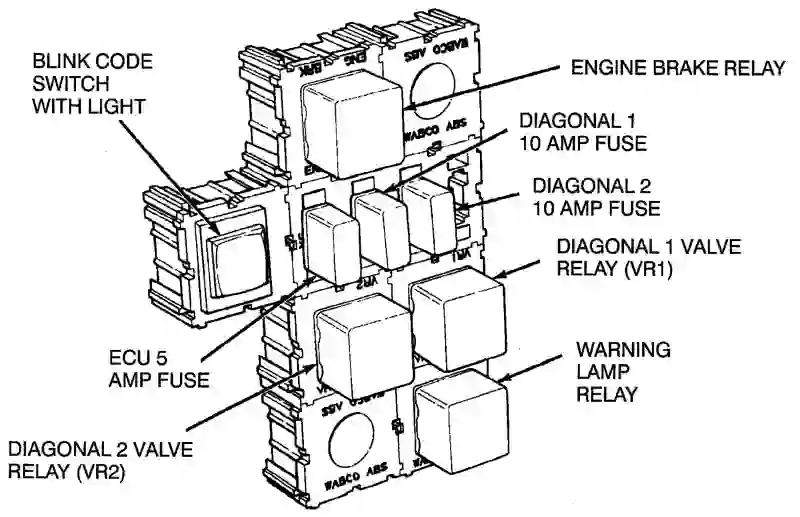 BLINK CODE
SWITCH
WITH LIGHT
BRK
ENG
WABCO ABS
WABCO ABS
ENGINE BRAKE RELAY
DIAGONAL 1
10 AMP FUSE
DIAGONAL 2
10 AMP FUSE
DIAGONAL 1 VALVE
RELAY (VR1)
VR1
VR2
ECU 5
AMP FUSE
WARNING
LAMP
RELAY
DIAGONAL 2 VALVE
RELAY (VR2)
WABCO ABS
WABCO ABS